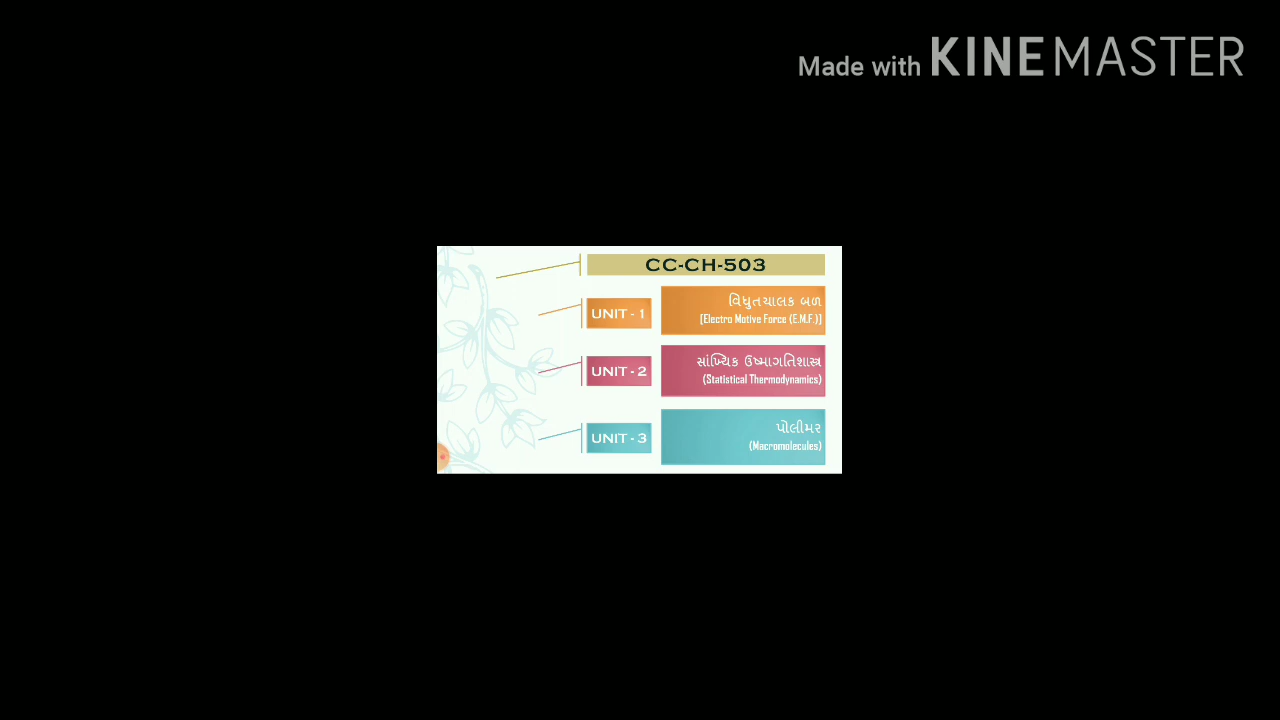 Made with KINEMASTER
CC-CH-503
UNIT - 1
વિધુતચાલક બળ
[Electro Motive Force (E.M.F.)]
UNIT - 2
સાંખ્યિક ઉષ્માગતિશાસ્ત્ર
(Statistical Thermodynamics)
UNIT - 3
પોલીમર
(Macromolecules)